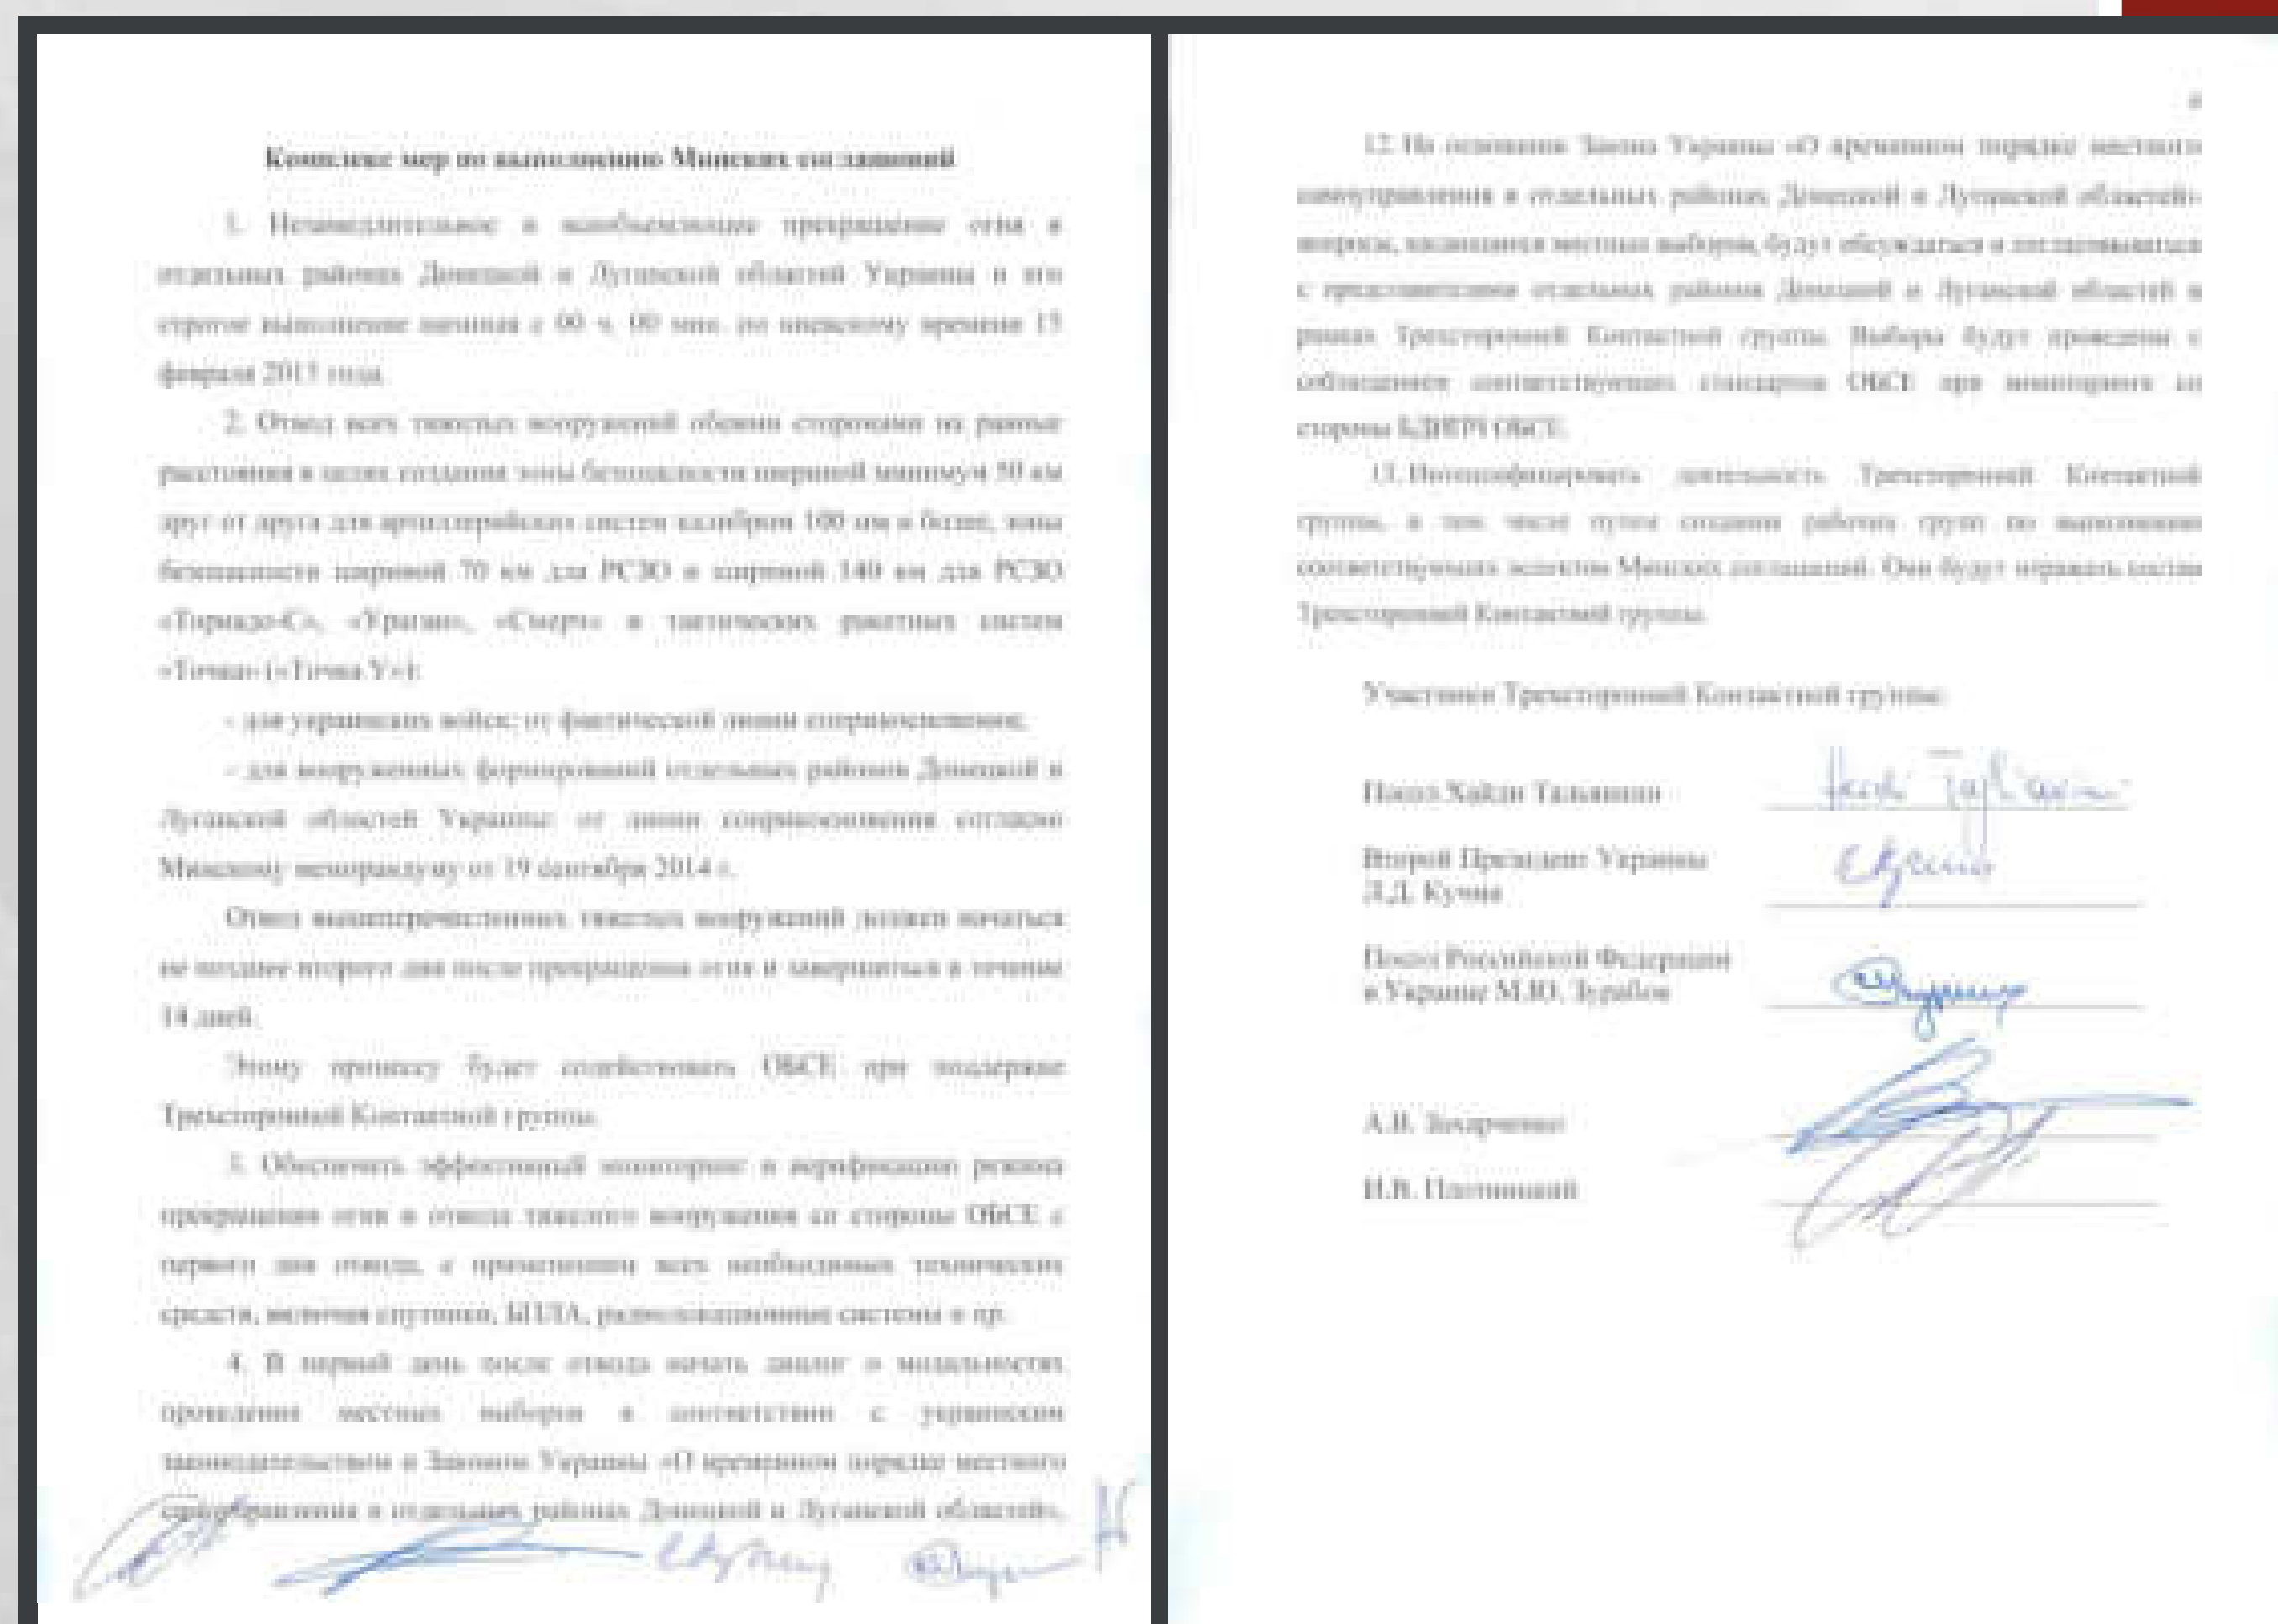 Комплекс мер по выполнению Минских соглашений
1. Незамедлительное и всеобъемлющее прекращение огня в
отдельных районах Донецкой и Луганской областей Украины и его
строгое выполнение начиная с 00 ч. 00 мин. по киевскому времени 15
февраля 2015 года.
2. Отвод всех тяжелых вооружений обеими сторонами на равные
расстояния в целях создания зоны безопасности шириной минимум 50 км
друг от друга для артиллерийских систем калибром 100 мм и более, зоны
безопасности шириной 70 км для РСЗО и шириной 140 км для РСЗО
«Торнадо-С», «Ураган», «Смерч» и тактических ракетных систем
«Точка» («Точка У»):
- для украинских войск: от фактической линии соприкосновения;
- для вооруженных формирований отдельных районов Донецкой и
Луганской областей Украины: от линии соприкосновения согласно
Минскому меморандуму от 19 сентября 2014 г.
Отвод вышеперечисленных тяжелых вооружений должен начаться
не позднее второго дня после прекращения огня и завершиться в течение
14 дней.
Этому процессу будет содействовать ОБСЕ при поддержке
Трехсторонней Контактной группы.
3. Обеспечить эффективный мониторинг и верификацию режима
прекращения огня и отвода тяжелого вооружения со стороны ОБСЕ с
первого дня отвода, с применением всех необходимых технических
средств, включая спутники, БПЛА, радиолокационные системы и пр.
4. В первый день после отвода начать диалог о модальностях
проведения местных выборов в соответствии с украинским
законодательством и Законом Украины «О временном порядке местного
самоуправления в отдельных районах Донецкой и Луганской областей»,
12. На основании Закона Украины «О временном порядке местного
самоуправления в отдельных районах Донецкой и Луганской областей»
вопросы, касающиеся местных выборов, будут обсуждаться и согласовываться
с представителями отдельных районов Донецкой и Луганской областей в
рамках Трехсторонней Контактной группы. Выборы будут проведены с
соблюдением соответствующих стандартов ОБСЕ при мониторинге со
стороны БДИПЧ ОБСЕ.
13. Интенсифицировать деятельность Трехсторонней Контактной
группы, в том числе путем создания рабочих групп по выполнению
соответствующих аспектов Минских соглашений. Они будут отражать состав
Трехсторонней Контактной группы.
Участники Трехсторонней Контактной группы:
Посол Хайди Тальявини
Heidi Tagliavini
Второй Президент Украины
Л.Д. Кучма
Посол Российской Федерации
в Украине М.Ю. Зурабов
А.В. Захарченко
И.В. Плотницкий